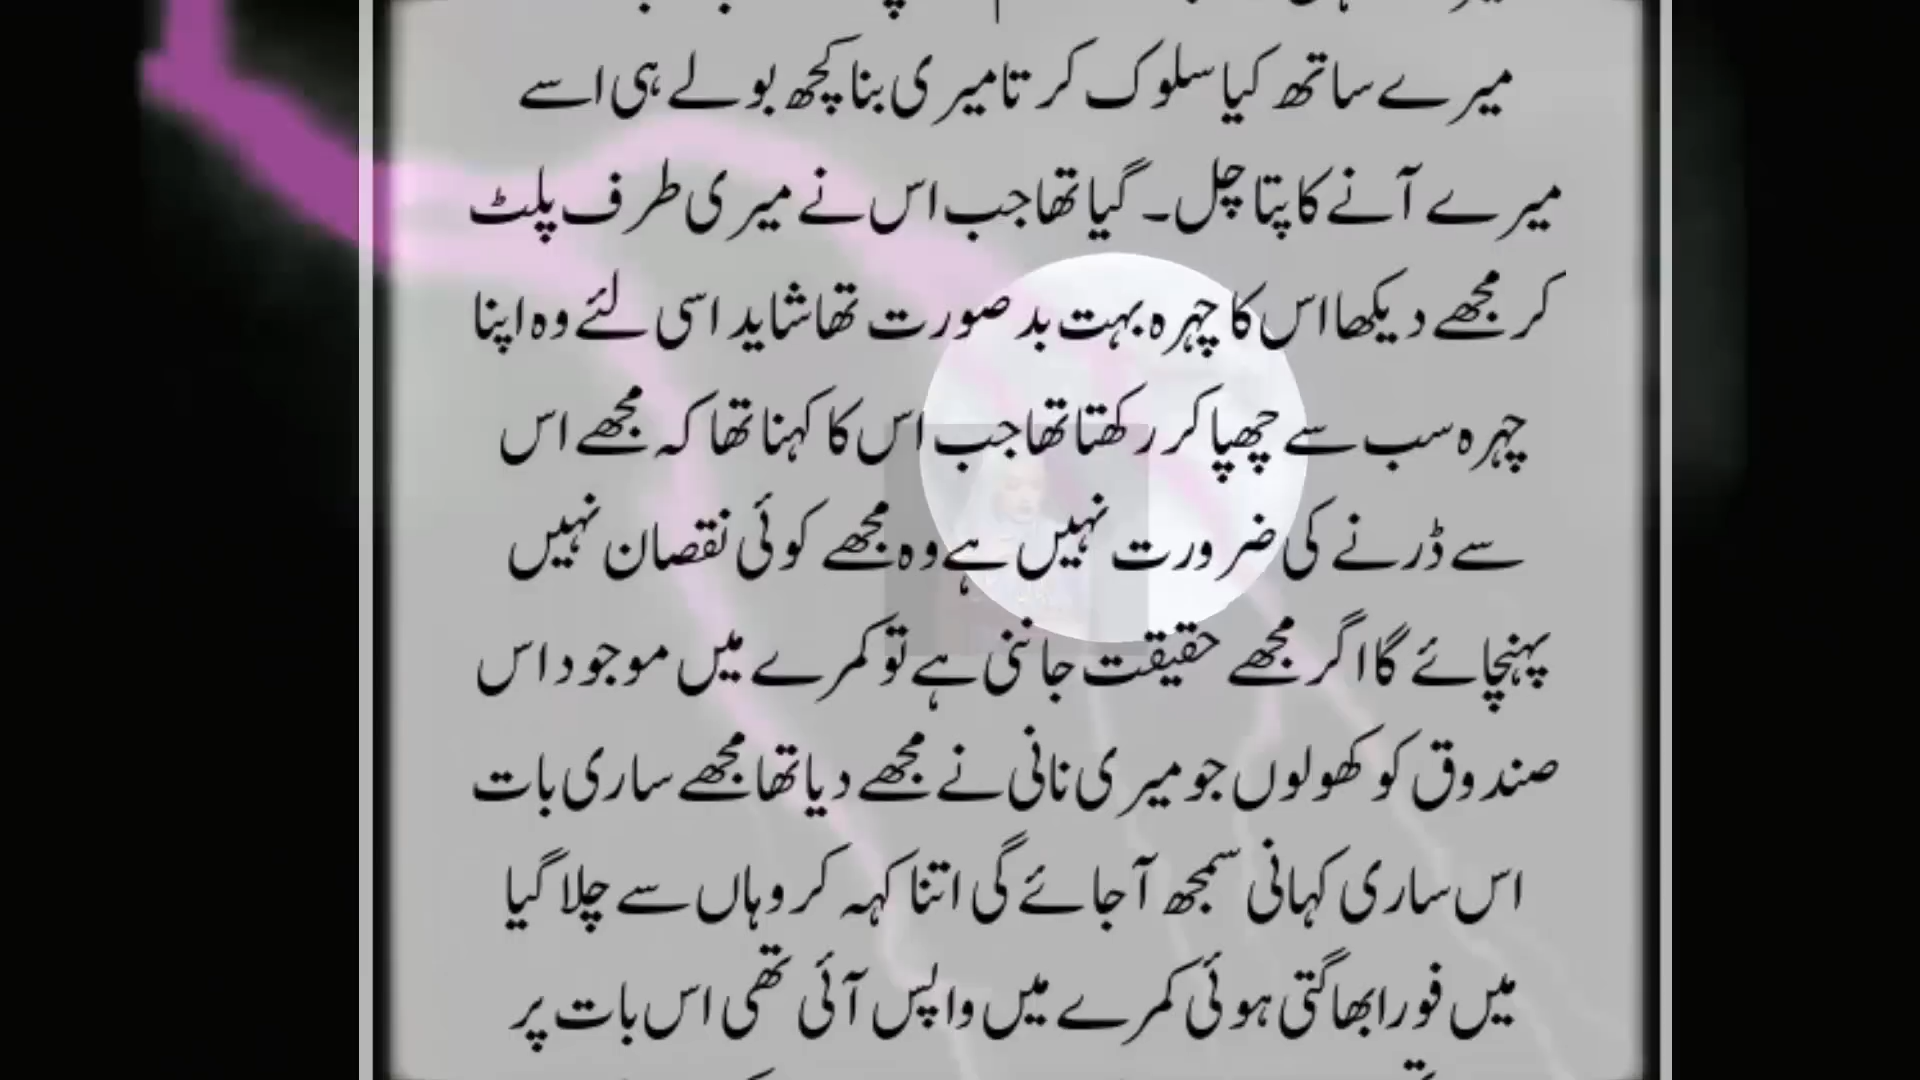 میرے ساتھ کیا سلوک کرتا میری بنا کچھ بولے ہی اسے
میرے آنے کا پتا چل۔ گیا تھا جب اس نے میری طرف پلٹ
کر مجھے دیکھا اس کا چہرہ بہت بد صورت تھا شاید اسی لئے وہ اپنا
چہرہ سب سے چھپا کر رکھتا تھا جب اس کا کہنا تھا کہ مجھے اس
سے ڈرنے کی ضرورت نہیں ہے وہ مجھے کوئی نقصان نہیں
پہنچائے گا اگر مجھے حقیقت جاننی ہے تو کمرے میں موجود اس
صندوق کو کھولوں جو میری نانی نے مجھے دیا تھا مجھے ساری بات
اس ساری کہانی سمجھ آ جائے گی اتنا کہہ کر وہاں سے چلا گیا
میں فورا بھاگتی ہوئی کمرے میں واپس آئی تھی اس بات پر